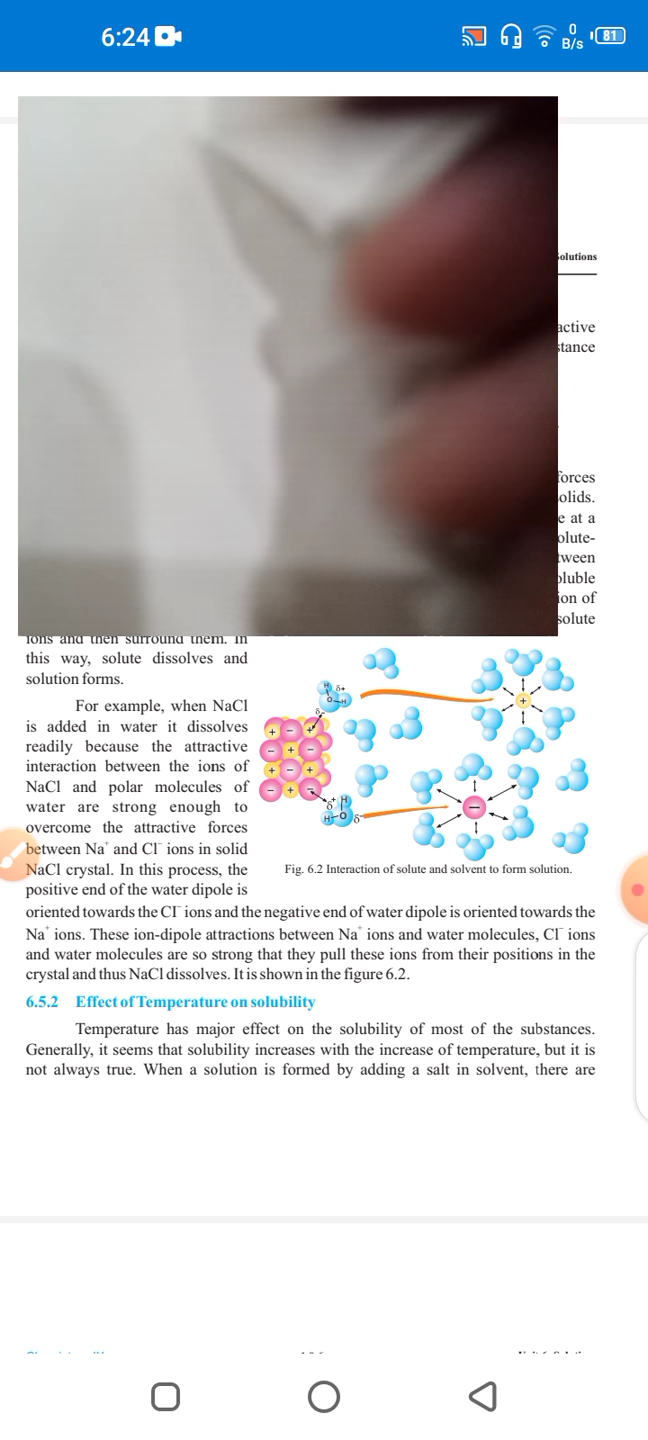 6:24
0
B/s
81
Solutions
active
stance
forces
olids.
e at a
olute-
tween
oluble
ion of
solute
ions and then surround them. In
this way, solute dissolves and
solution forms.
For example, when NaCl
is added in water it dissolves
readily because the attractive
interaction between the ions of
NaCl and polar molecules of
water are strong enough to
overcome the attractive forces
between Na⁺ and Cl⁻ ions in solid
NaCl crystal. In this process, the
positive end of the water dipole is
Fig. 6.2 Interaction of solute and solvent to form solution.
oriented towards the Cl⁻ ions and the negative end of water dipole is oriented towards the
Na⁺ ions. These ion-dipole attractions between Na⁺ ions and water molecules, Cl⁻ ions
and water molecules are so strong that they pull these ions from their positions in the
crystal and thus NaCl dissolves. It is shown in the figure 6.2.
6.5.2 Effect of Temperature on solubility
Temperature has major effect on the solubility of most of the substances.
Generally, it seems that solubility increases with the increase of temperature, but it is
not always true. When a solution is formed by adding a salt in solvent, there are